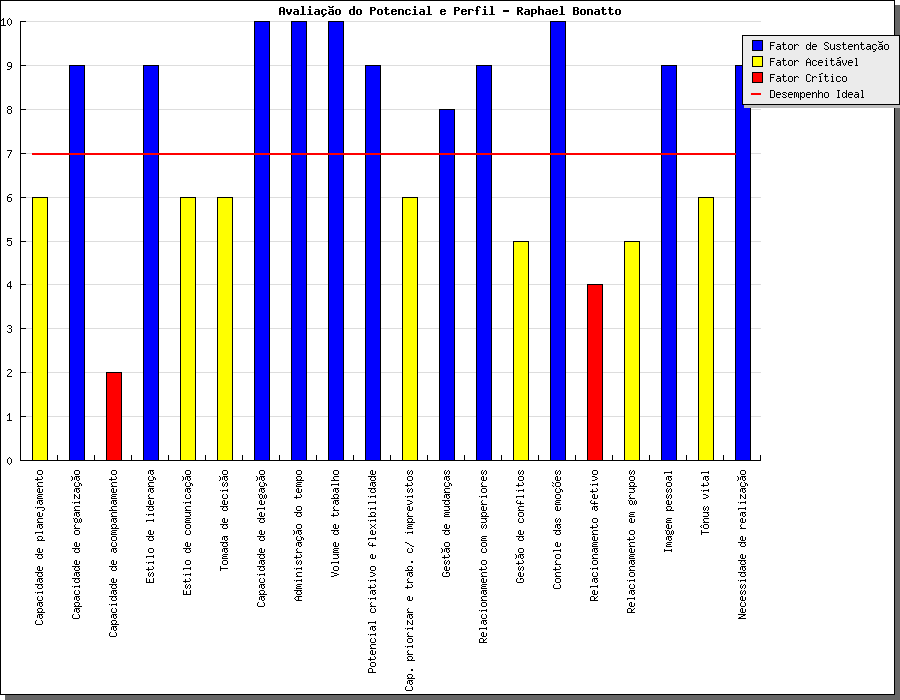 Avaliação do Potencial e Perfil - Raphael Bonatto
Fator de Sustentação
Fator Aceitável
Fator Crítico
Desempenho Ideal
10
9
8
7
6
5
4
3
2
1
0
Capacidade de planejamento
Capacidade de organização
Capacidade de acompanhamento
Estilo de liderança
Estilo de comunicação
Tomada de decisão
Capacidade de delegação
Administração do tempo
Volume de trabalho
Potencial criativo e flexibilidade
Cap. priorizar e trab. c/ imprevistos
Gestão de mudanças
Relacionamento com superiores
Gestão de conflitos
Controle das emoções
Relacionamento afetivo
Relacionamento em grupos
Imagem pessoal
Tônus vital
Necessidade de realização